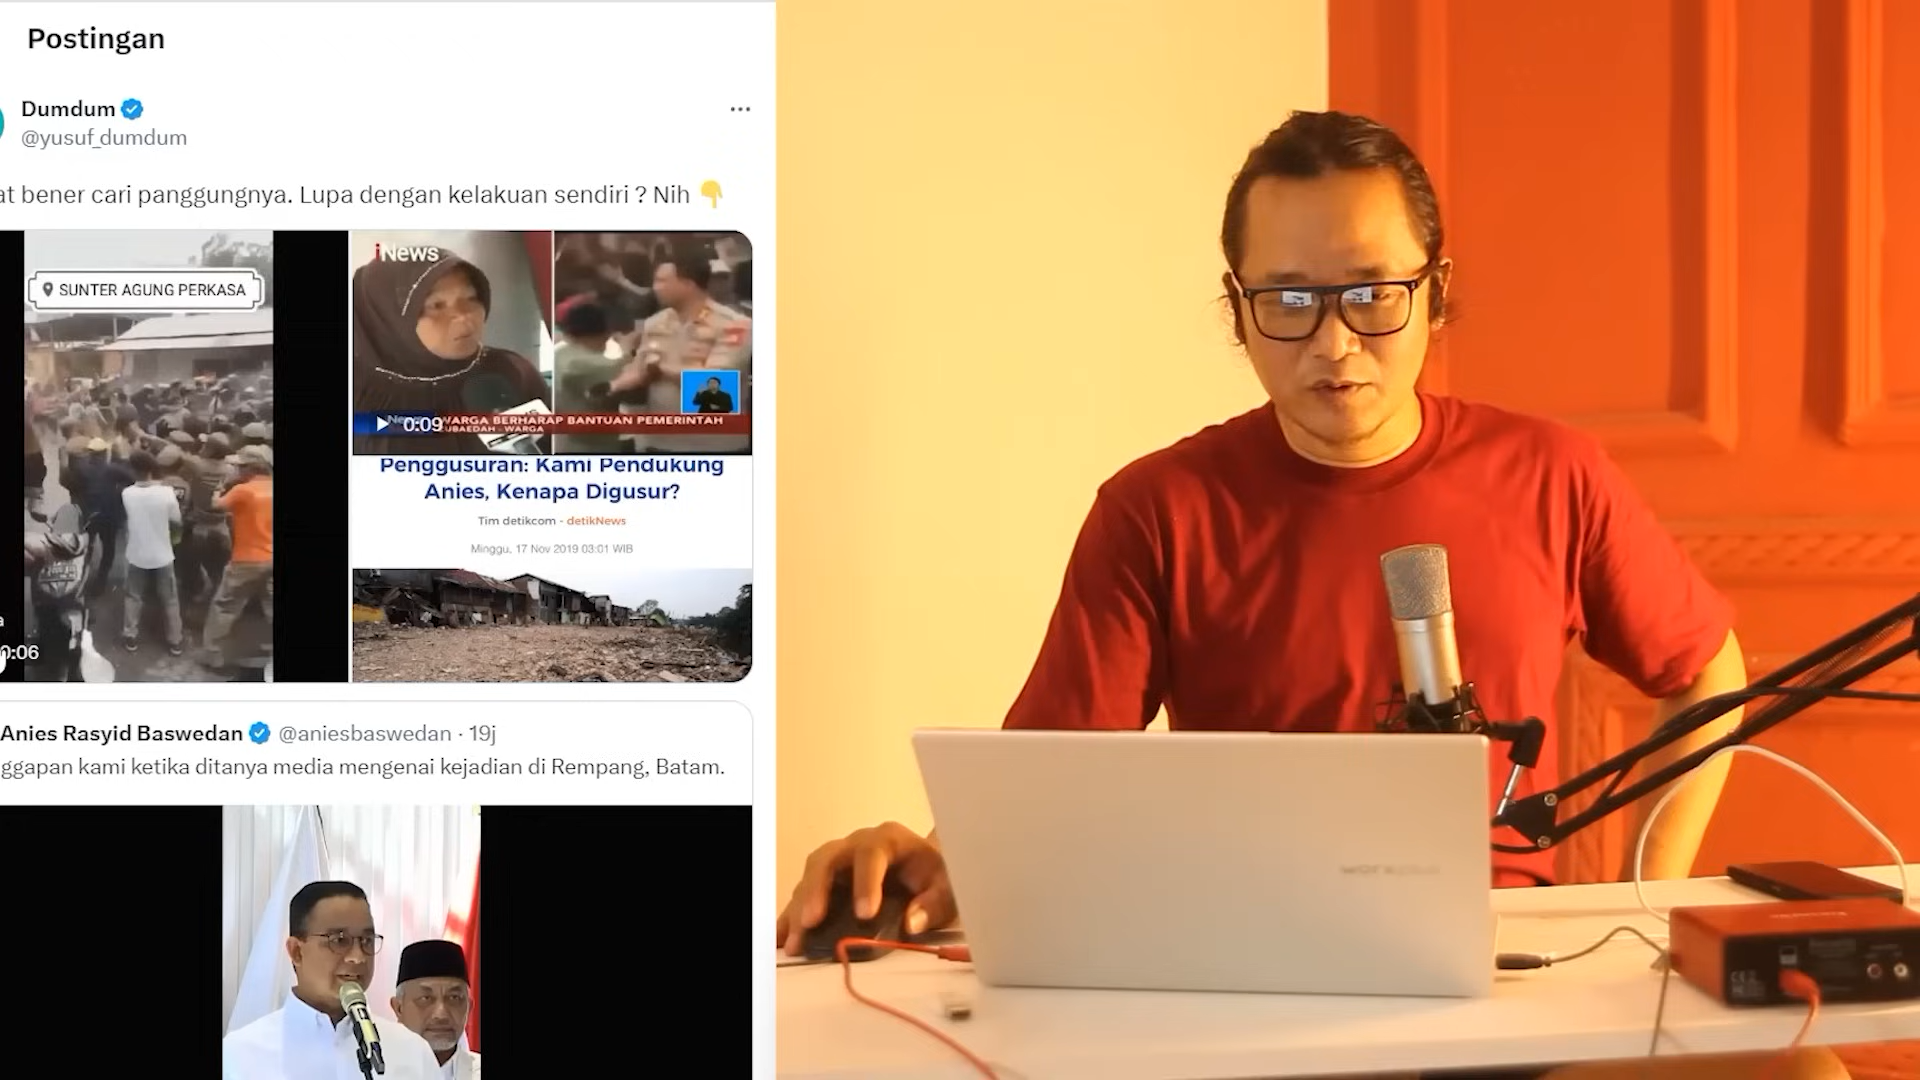 Postingan
Dumdum
@yusuf_dumdum
at bener cari panggungnya. Lupa dengan kelakuan sendiri ? Nih
SUNTER AGUNG PERKASA
a
0:06
iNews
0:09
WARGA BERHARAP BANTUAN PEMERINTAH
ZUBAEDAH - WARGA
Penggusuran: Kami Pendukung
Anies, Kenapa Digusur?
Tim detikcom - detikNews
Minggu, 17 Nov 2019 03:01 WIB
Anies Rasyid Baswedan @aniesbaswedan · 19j
ggapan kami ketika ditanya media mengenai kejadian di Rempang, Batam.